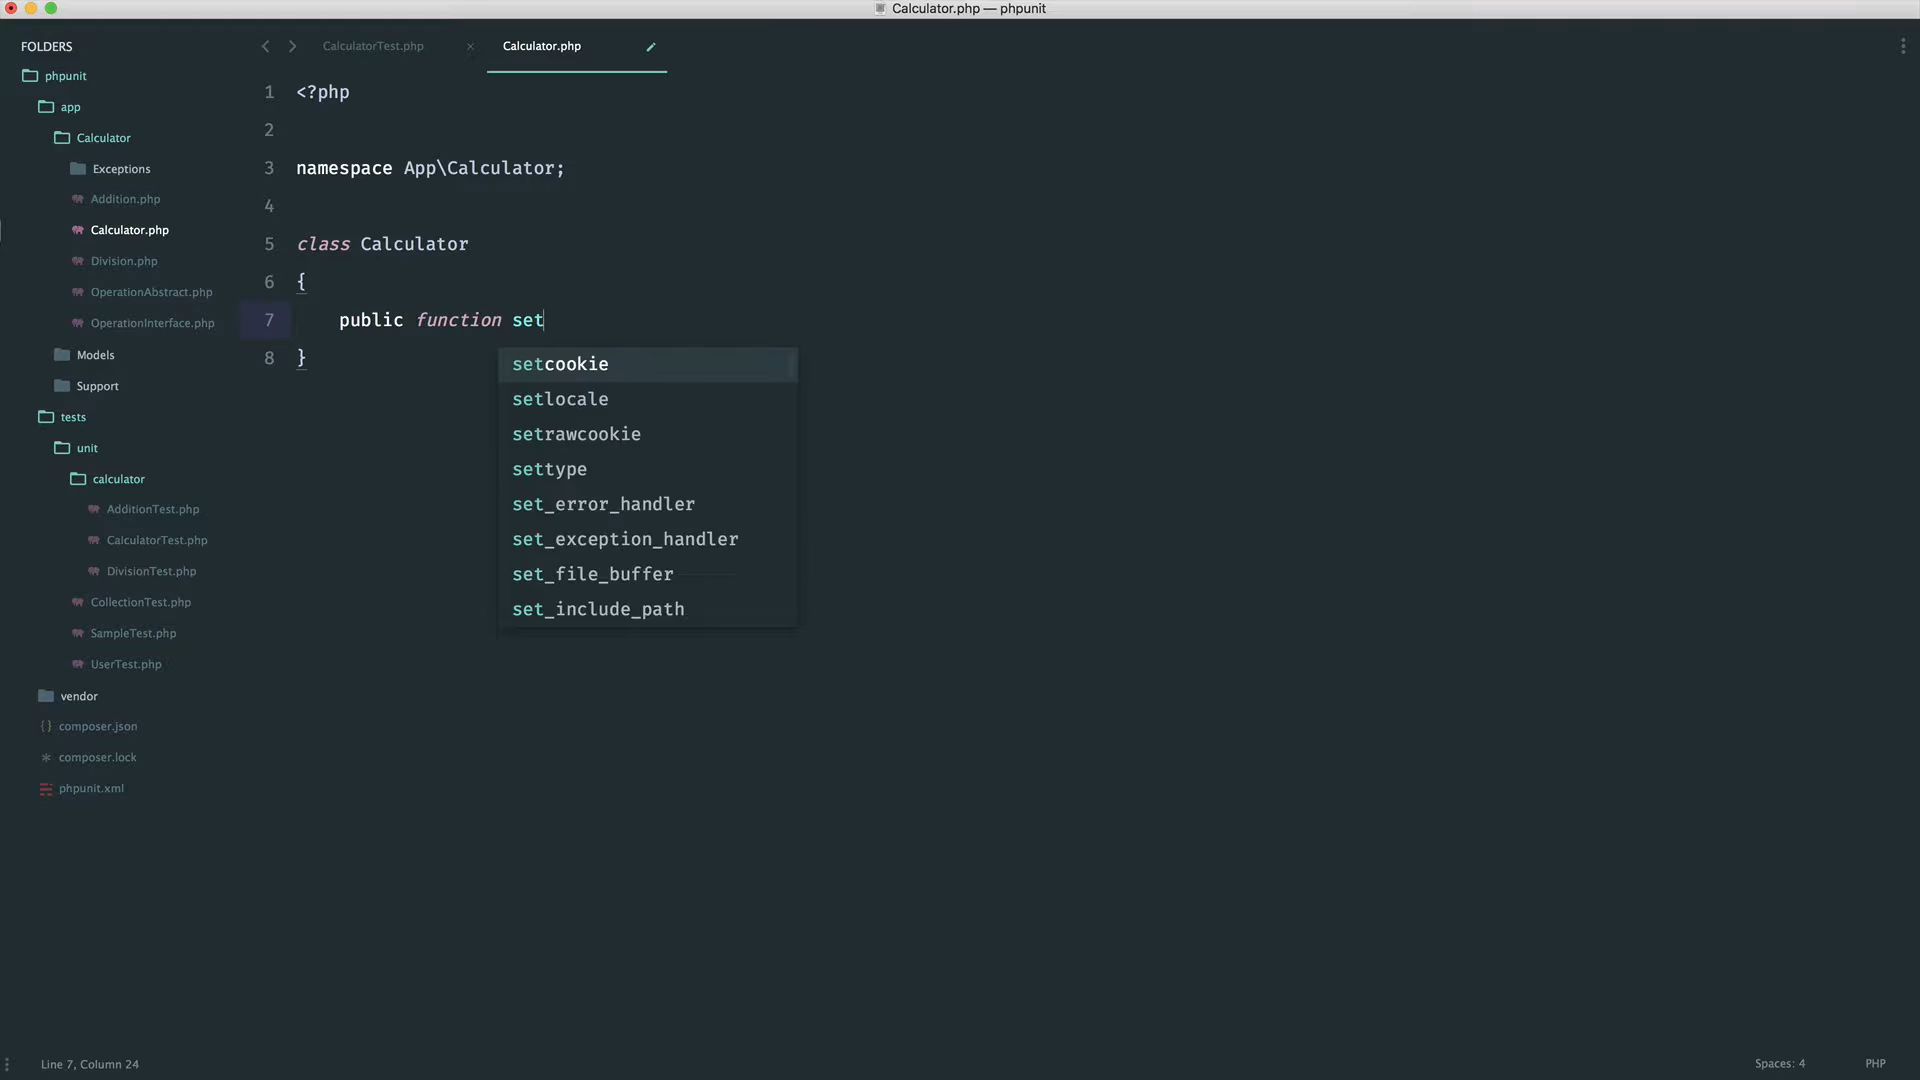 Calculator.php — phpunit
FOLDERS
phpunit
app
Calculator
Exceptions
Addition.php
Calculator.php
Division.php
OperationAbstract.php
OperationInterface.php
Models
Support
tests
unit
calculator
AdditionTest.php
CalculatorTest.php
DivisionTest.php
CollectionTest.php
SampleTest.php
UserTest.php
vendor
composer.json
composer.lock
phpunit.xml
CalculatorTest.php
Calculator.php
1 <?php
2
3 namespace App\Calculator;
4
5 class Calculator
6 {
7 public function set
8 }
setcookie
setlocale
setrawcookie
settype
set_error_handler
set_exception_handler
set_file_buffer
set_include_path
Line 7, Column 24
Spaces: 4
PHP